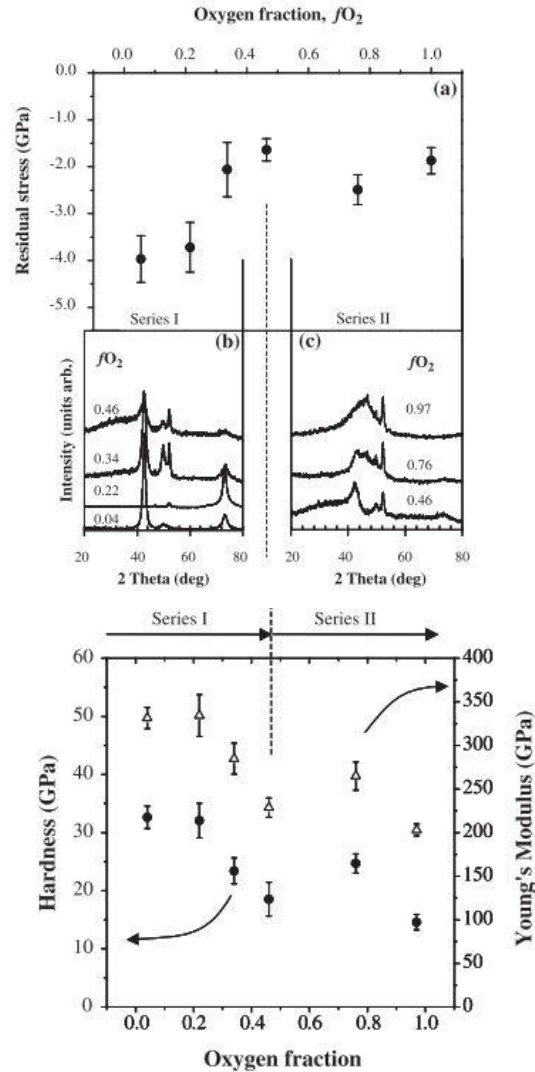 Oxygen fraction, fO2
0.0 0.2 0.4 0.6 0.8 1.0
(a)
0.0
-1.0
-2.0
-3.0
-4.0
-5.0
Residual stress (GPa)
Series I
Series II
(b)
fO2
0.46
0.34
0.22
0.04
Intensity (units arb.)
20 40 60 80
2 Theta (deg)
(c)
fO2
0.97
0.76
0.46
20 40 60 80
2 Theta (deg)
Series I
Series II
60
50
40
30
20
10
0
Hardness (GPa)
400
350
300
250
200
150
100
50
0
Young's Modulus (GPa)
0.0 0.2 0.4 0.6 0.8 1.0
Oxygen fraction